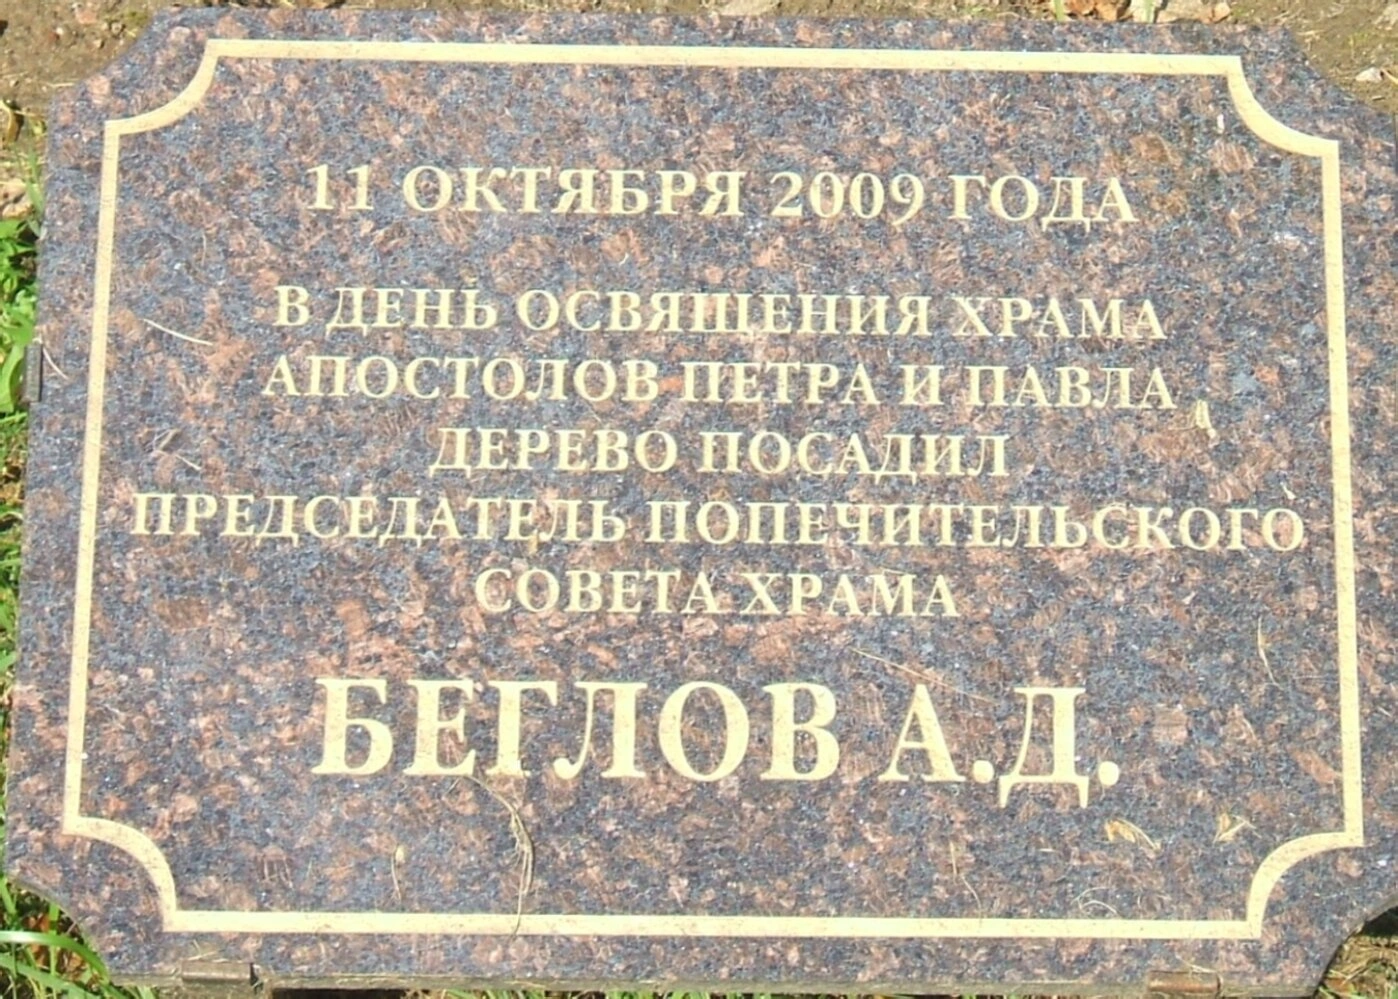 11 ОКТЯБРЯ 2009 ГОДА
В ДЕНЬ ОСВЯЩЕНИЯ ХРАМА
АПОСТОЛОВ ПЕТРА И ПАВЛА
ДЕРЕВО ПОСАДИЛ
ПРЕДСЕДАТЕЛЬ ПОПЕЧИТЕЛЬСКОГО
СОВЕТА ХРАМА
БЕГЛОВ А.Д.